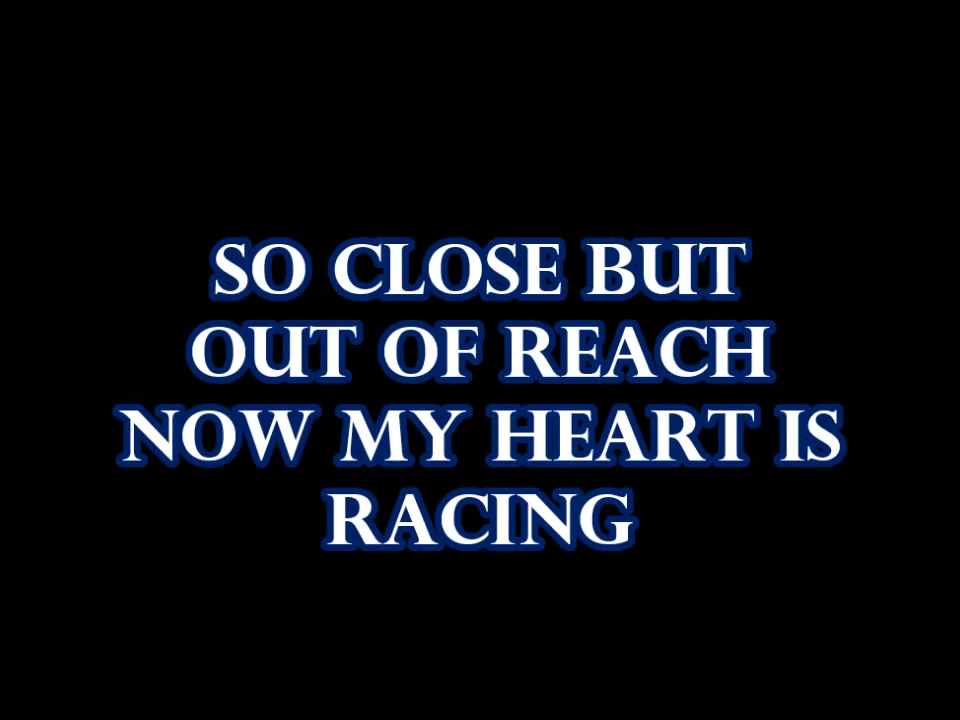 SO CLOSE BUT
OUT OF REACH
NOW MY HEART IS
RACING